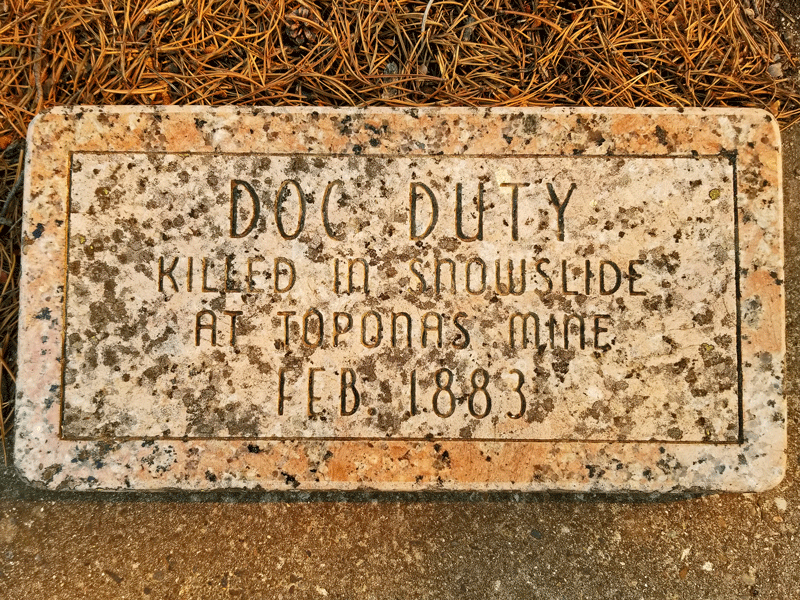 DOC DUTY
KILLED IN SNOWSLIDE
AT TOPONAS MINE
FEB. 1883